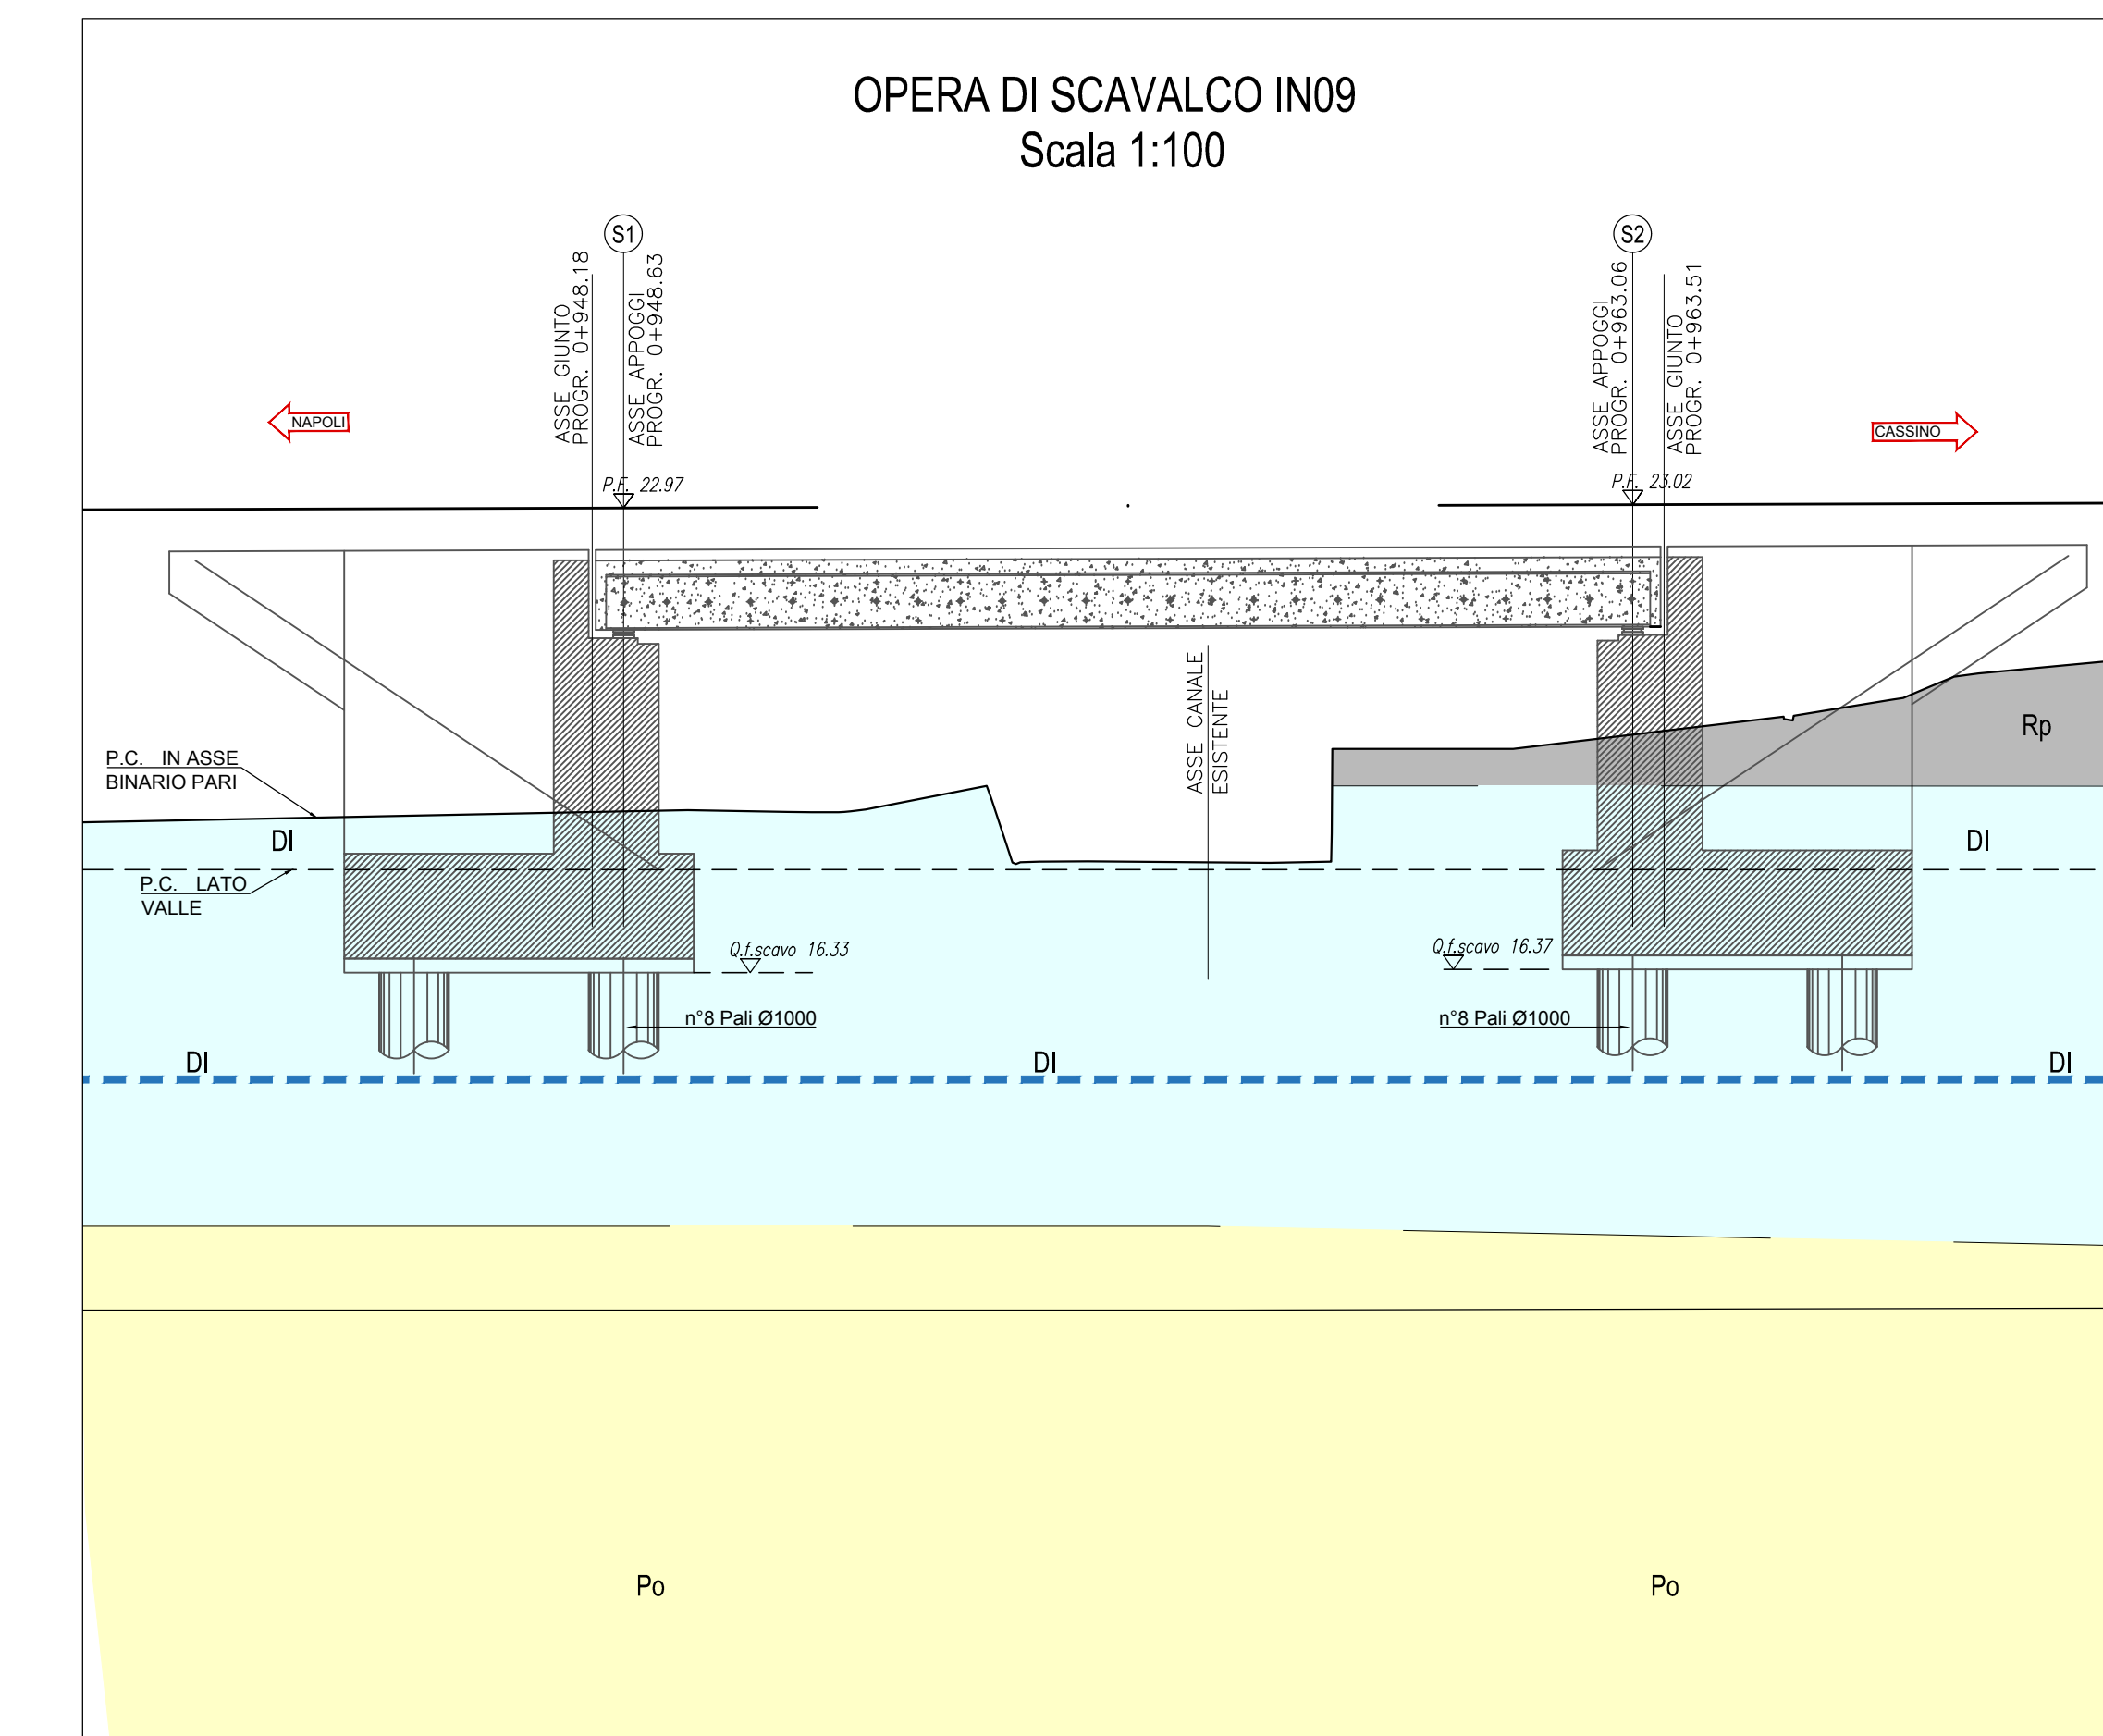 OPERA DI SCAVALCO IN09
Scala 1:100
S1
S2
ASSE GIUNTO
PROGR. 0+948.18
ASSE APPOGGI
PROGR. 0+948.63
ASSE APPOGGI
PROGR. 0+963.06
ASSE GIUNTO
PROGR. 0+963.51
NAPOLI
CASSINO
P.F. 22.97
P.F. 23.02
ASSE CANALE
ESISTENTE
Rp
P.C. IN ASSE
BINARIO PARI
DI
DI
P.C. LATO
VALLE
Q.f.scavo 16.33
Q.f.scavo 16.37
n°8 Pali Ø1000
n°8 Pali Ø1000
DI
DI
DI
Po
Po